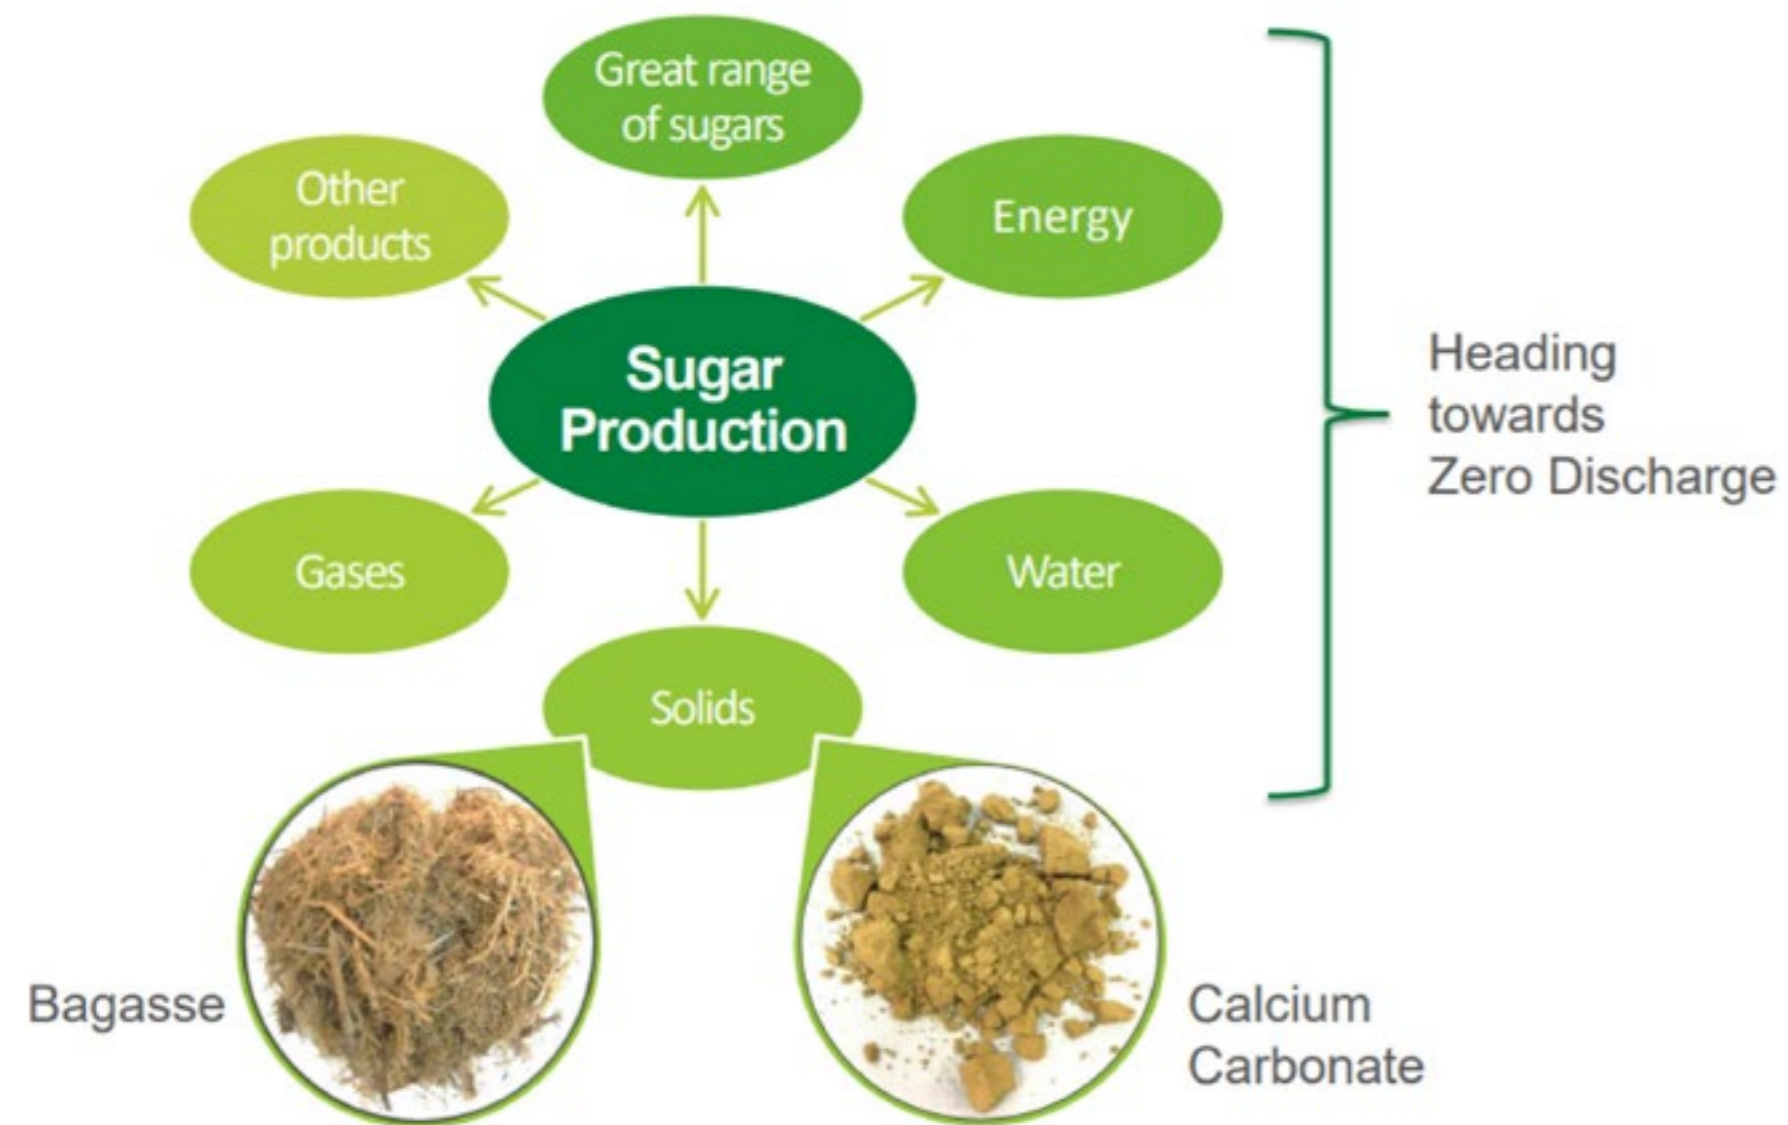 Great range
of sugars
Other
products
Energy
Sugar
Production
Heading
towards
Zero Discharge
Gases
Water
Solids
Bagasse
Calcium
Carbonate